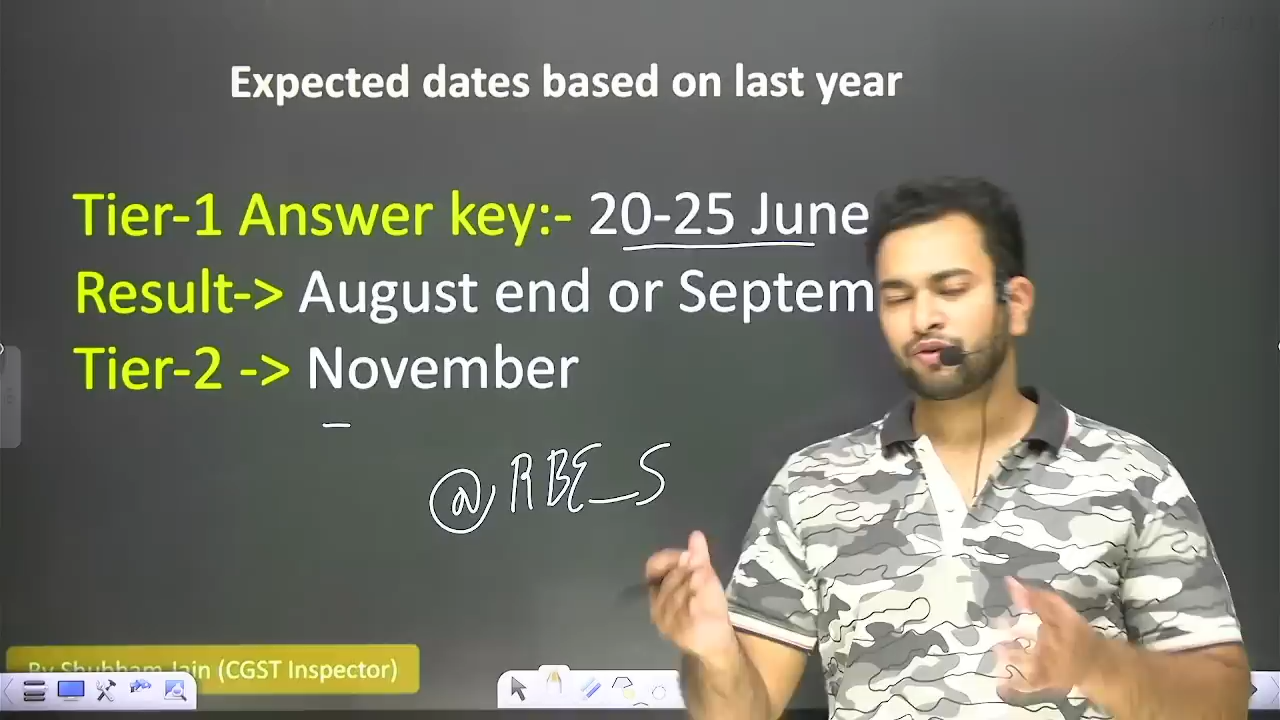 Expected dates based on last year
Tier-1 Answer key:- 20-25 June
Result-> August end or Septem
Tier-2 -> November
@RBE_S
By Shubham Jain (CGST Inspector)